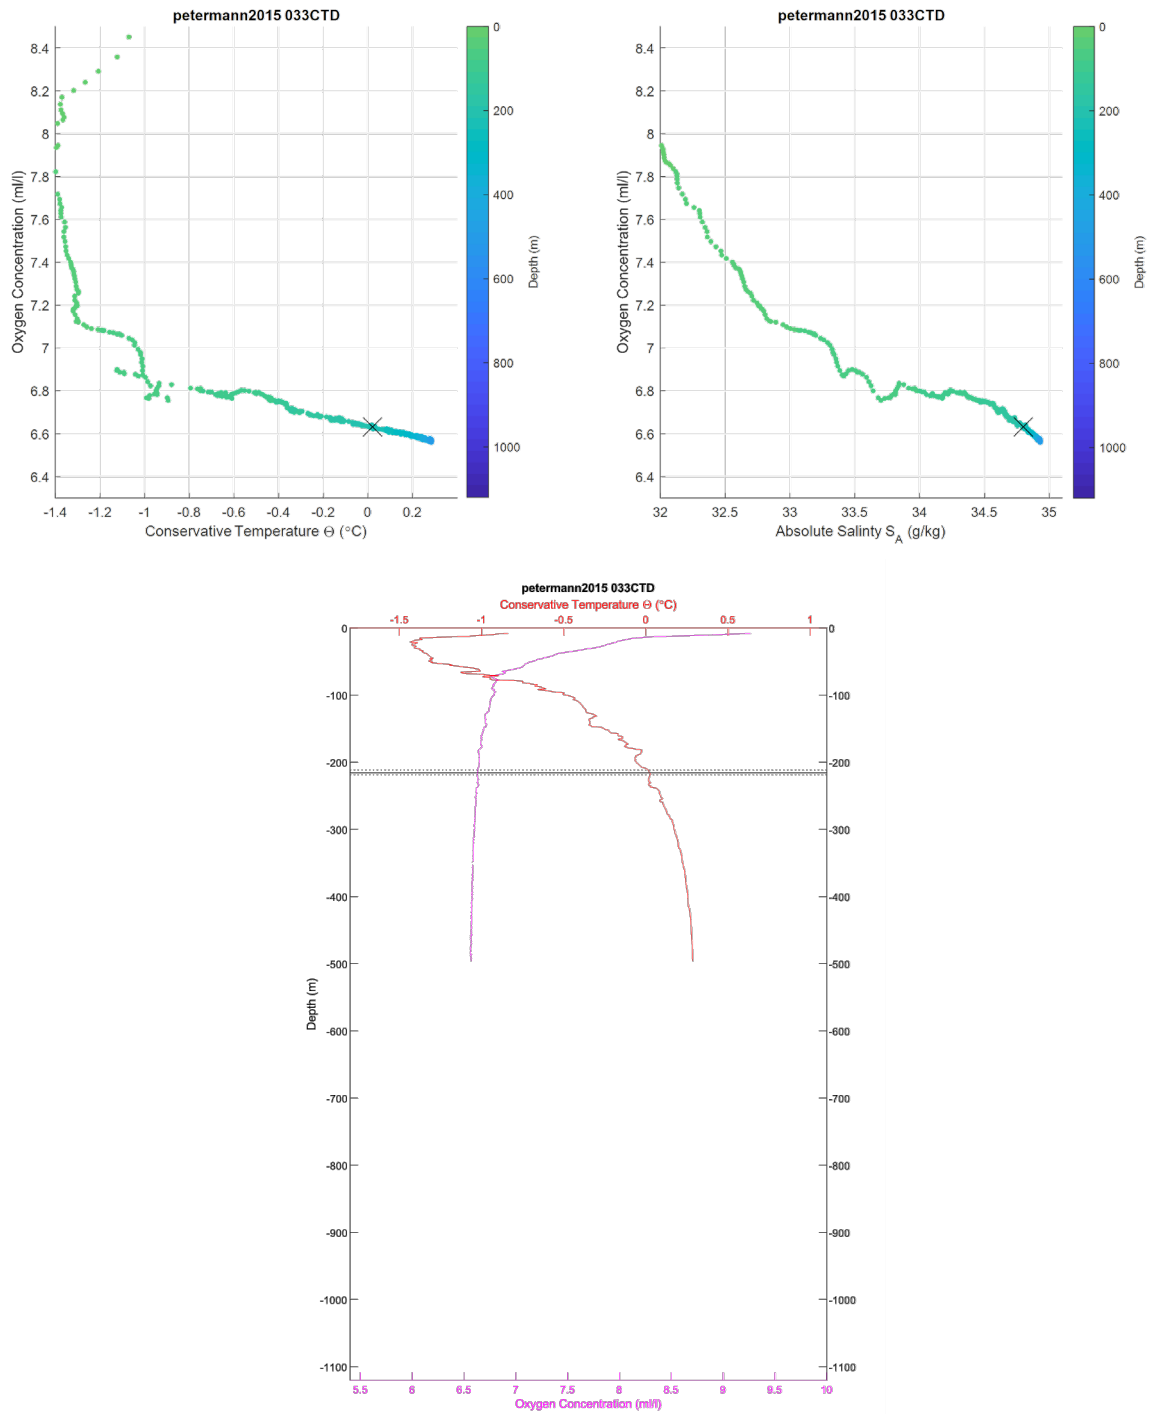 petermann2015 033CTD
8.4
8.2
8
7.8
7.6
7.4
7.2
7
6.8
6.6
6.4
Oxygen Concentration (ml/l)
-1.4 -1.2 -1 -0.8 -0.6 -0.4 -0.2 0 0.2
Conservative Temperature Θ (°C)
0
200
400
600
800
1000
Depth (m)
petermann2015 033CTD
8.4
8.2
8
7.8
7.6
7.4
7.2
7
6.8
6.6
6.4
Oxygen Concentration (ml/l)
32 32.5 33 33.5 34 34.5 35
Absolute Salinty S_A (g/kg)
0
200
400
600
800
1000
Depth (m)
petermann2015 033CTD
Conservative Temperature Θ (°C)
-1.5 -1 -0.5 0 0.5 1
0 0
-100 -100
-200 -200
-300 -300
-400 -400
-500 -500
-600 -600
-700 -700
-800 -800
-900 -900
-1000 -1000
-1100 -1100
Depth (m)
5.5 6 6.5 7 7.5 8 8.5 9 9.5 10
Oxygen Concentration (ml/l)